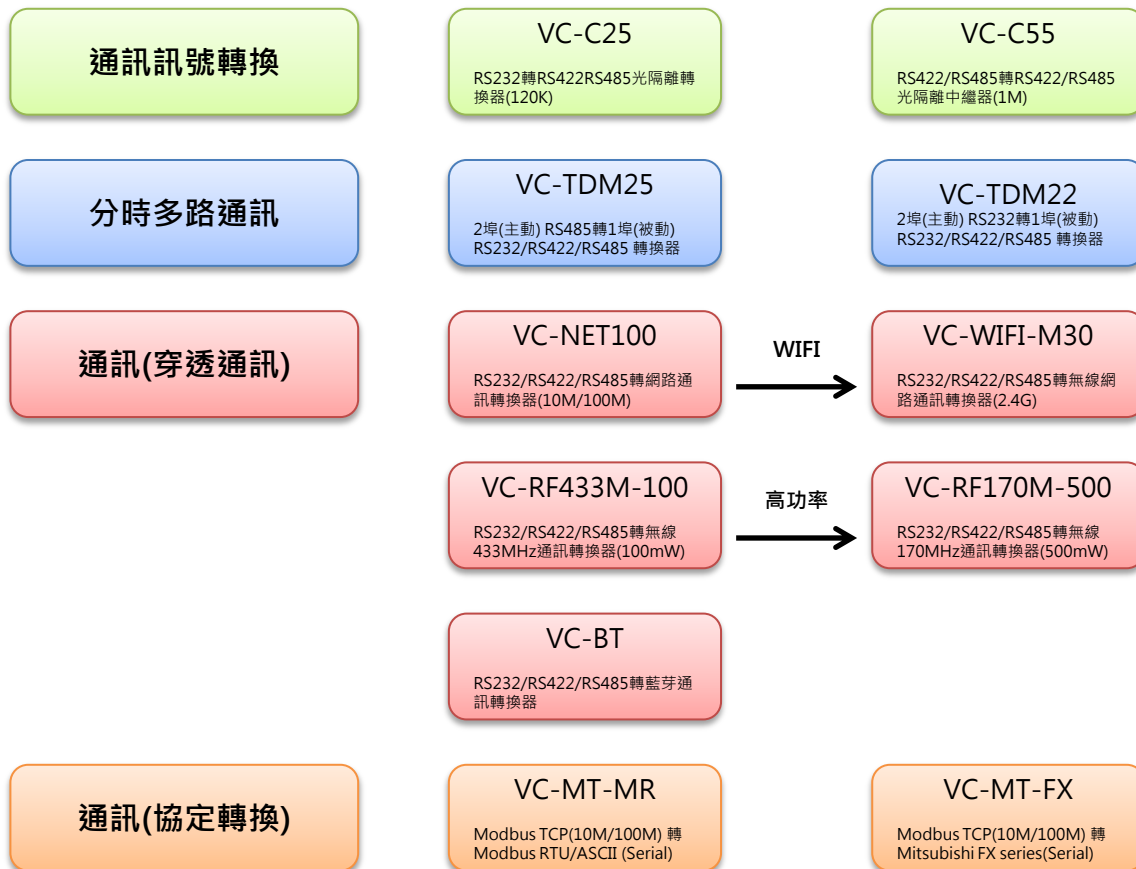 通訊訊號轉換
VC-C25
RS232轉RS422RS485光隔離轉
換器(120K)
VC-C55
RS422/RS485轉RS422/RS485
光隔離中繼器(1M)
分時多路通訊
VC-TDM25
2埠(主動) RS485轉1埠(被動)
RS232/RS422/RS485 轉換器
VC-TDM22
2埠(主動) RS232轉1埠(被動)
RS232/RS422/RS485 轉換器
通訊(穿透通訊)
VC-NET100
RS232/RS422/RS485轉網路通
訊轉換器(10M/100M)
WIFI
VC-WIFI-M30
RS232/RS422/RS485轉無線網
路通訊轉換器(2.4G)
VC-RF433M-100
RS232/RS422/RS485轉無線
433MHz通訊轉換器(100mW)
高功率
VC-RF170M-500
RS232/RS422/RS485轉無線
170MHz通訊轉換器(500mW)
VC-BT
RS232/RS422/RS485轉藍芽通
訊轉換器
通訊(協定轉換)
VC-MT-MR
Modbus TCP(10M/100M) 轉
Modbus RTU/ASCII (Serial)
VC-MT-FX
Modbus TCP(10M/100M) 轉
Mitsubishi FX series(Serial)